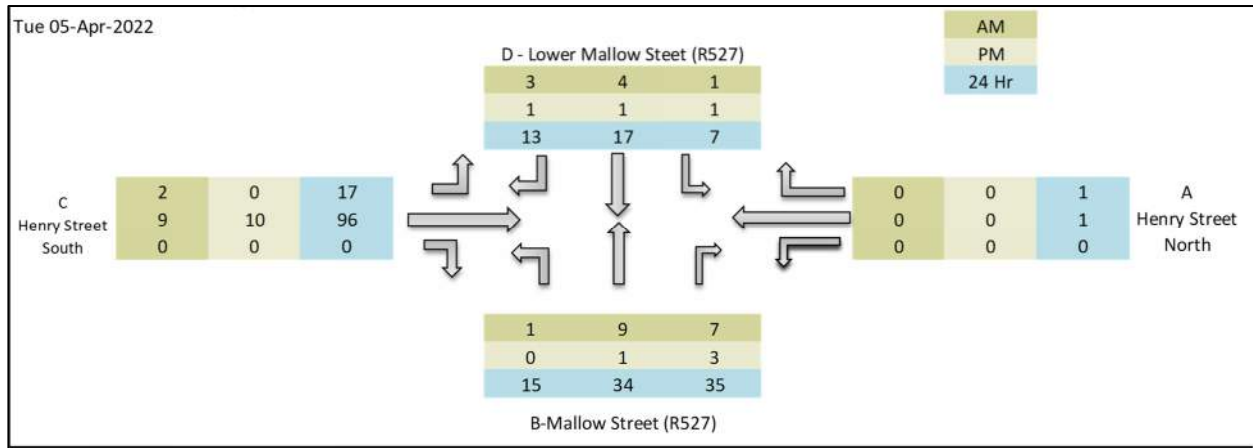 Tue 05-Apr-2022
AM
PM
24 Hr
D - Lower Mallow Steet (R527)
3 4 1
1 1 1
13 17 7
C
Henry Street
South
2 0 17
9 10 96
0 0 0
0 0 1
0 0 1
0 0 0
A
Henry Street
North
1 9 7
0 1 3
15 34 35
B-Mallow Street (R527)